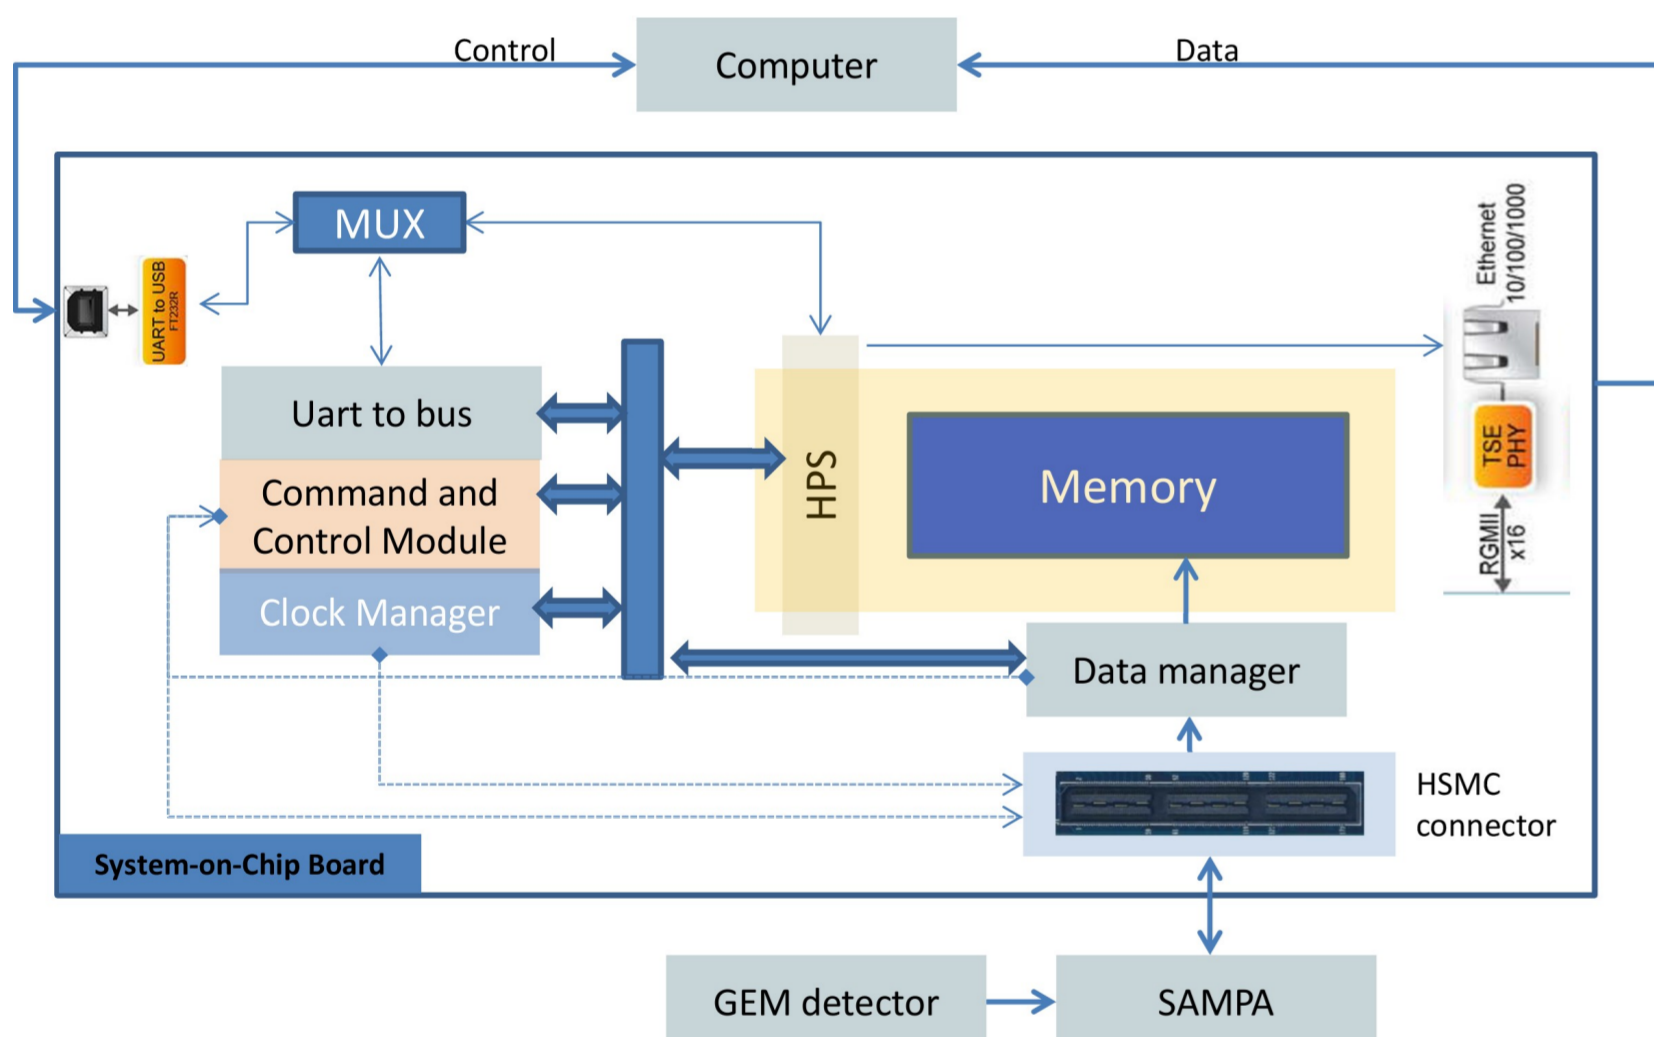 Control
Computer
Data
MUX
UART to USB
FT232R
Ethernet
10/100/1000
Uart to bus
Command and
Control Module
Clock Manager
HPS
Memory
TSE
PHY
RGMII
x16
Data manager
HSMC
connector
System-on-Chip Board
GEM detector
SAMPA